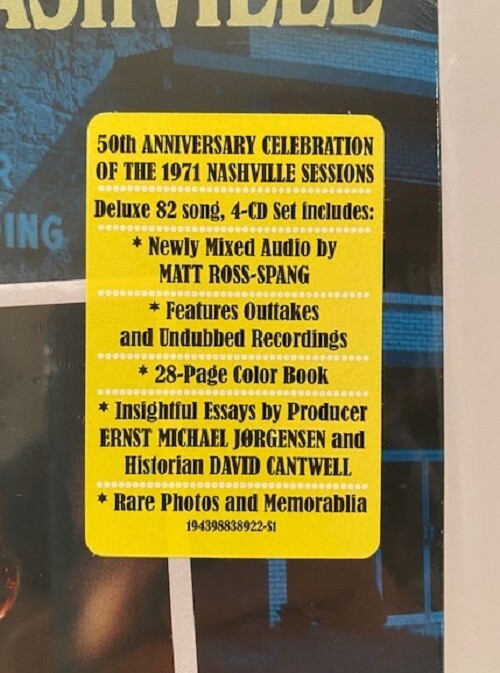 ASHVILLE
R
PING
50th ANNIVERSARY CELEBRATION
OF THE 1971 NASHVILLE SESSIONS
Deluxe 82 song, 4-CD Set includes:
* Newly Mixed Audio by
MATT ROSS-SPANG
* Features Outtakes
and Undubbed Recordings
* 28-Page Color Book
* Insightful Essays by Producer
ERNST MICHAEL JØRGENSEN and
Historian DAVID CANTWELL
* Rare Photos and Memorablia
194398838922-S1